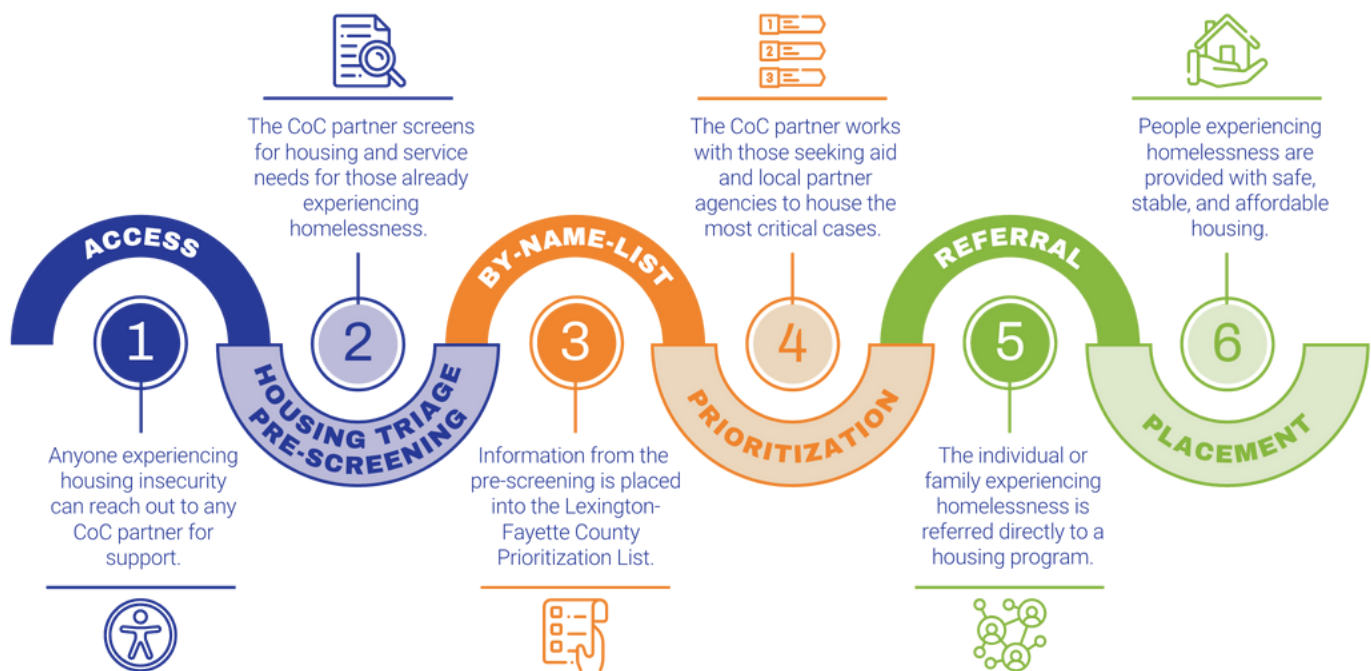 1
2
3
The CoC partner screens
for housing and service
needs for those already
experiencing
homelessness.
The CoC partner works
with those seeking aid
and local partner
agencies to house the
most critical cases.
People experiencing
homelessness are
provided with safe,
stable, and affordable
housing.
ACCESS
1
Anyone experiencing
housing insecurity
can reach out to any
CoC partner for
support.
2
HOUSING TRIAGE
PRE-SCREENING
BY-NAME-LIST
3
Information from the
pre-screening is placed
into the Lexington-
Fayette County
Prioritization List.
4
PRIORITIZATION
REFERRAL
5
The individual or
family experiencing
homelessness is
referred directly to a
housing program.
6
PLACEMENT